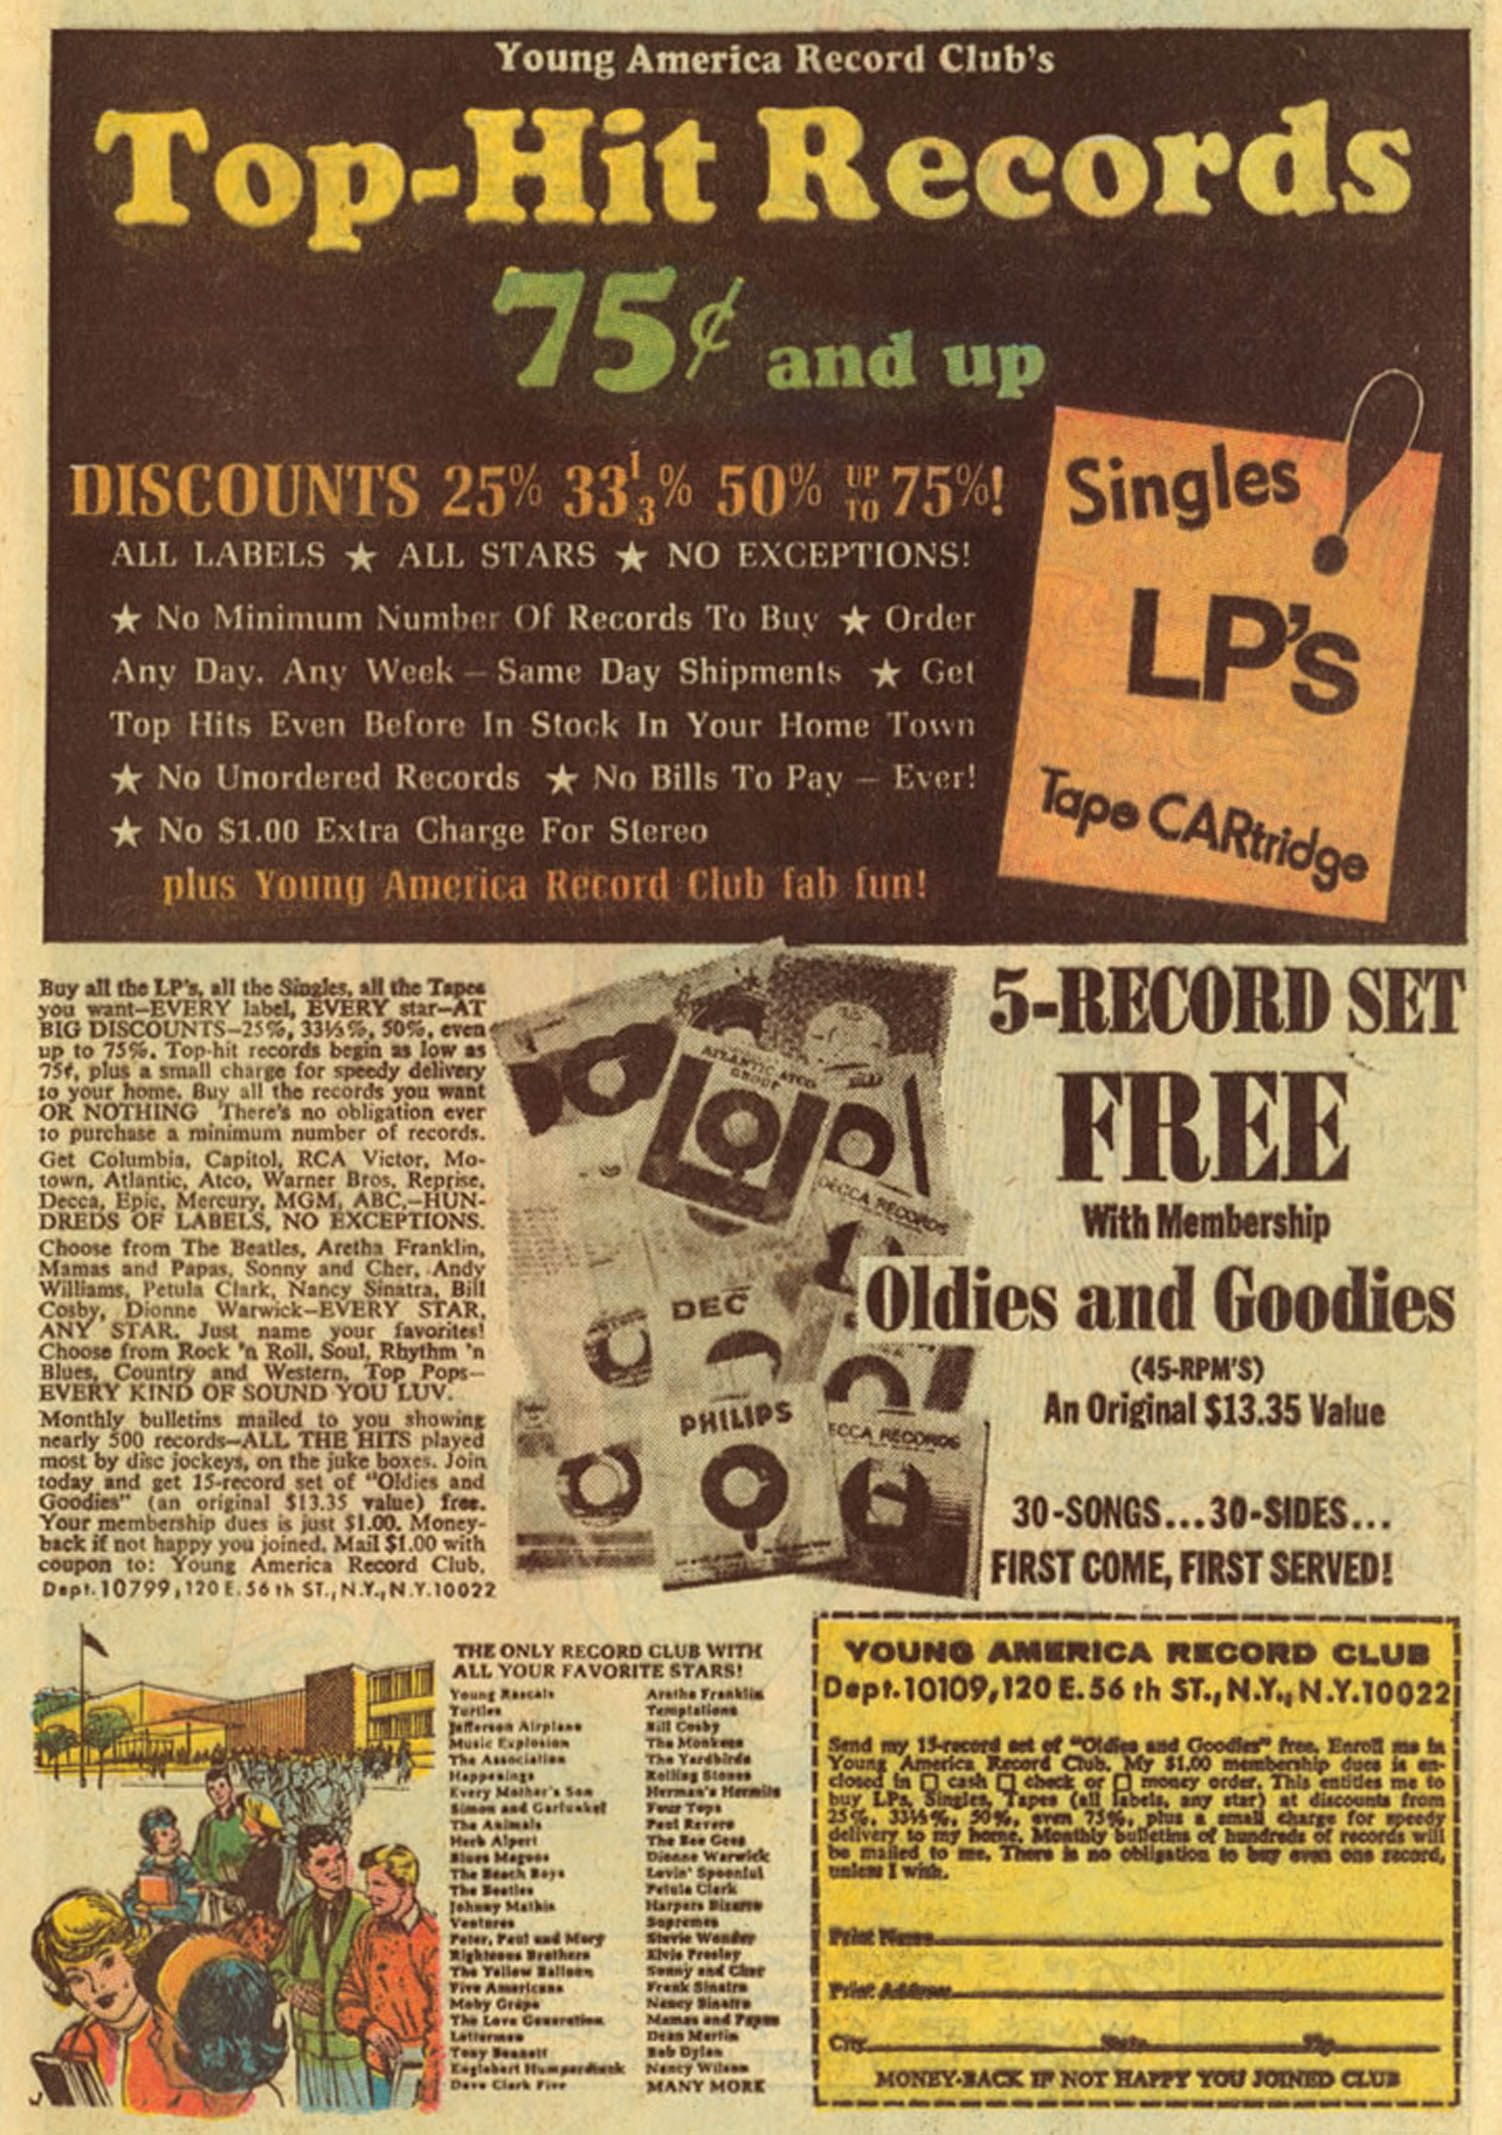 Young America Record Club's
Top-Hit Records
75¢ and up
DISCOUNTS 25% 33 1/3% 50% UP TO 75%!
ALL LABELS ★ ALL STARS ★ NO EXCEPTIONS!
★ No Minimum Number Of Records To Buy ★ Order
Any Day, Any Week — Same Day Shipments ★ Get
Top Hits Even Before In Stock In Your Home Town
★ No Unordered Records ★ No Bills To Pay — Ever!
★ No $1.00 Extra Charge For Stereo
plus Young America Record Club fab fun!
Singles
LP's
Tape CARtridge
Buy all the LP's, all the Singles, all the Tapes
you want—EVERY label, EVERY star—AT
BIG DISCOUNTS—25%, 33⅓%, 50%, even
up to 75%. Top-hit records begin as low as
75¢, plus a small charge for speedy delivery
to your home. Buy all the records you want
OR NOTHING There's no obligation ever
to purchase a minimum number of records.
Get Columbia, Capitol, RCA Victor, Mo-
town, Atlantic, Atco, Warner Bros, Reprise,
Decca, Epic, Mercury, MGM, ABC,—HUN-
DREDS OF LABELS, NO EXCEPTIONS.
Choose from The Beatles, Aretha Franklin,
Mamas and Papas, Sonny and Cher, Andy
Williams, Petula Clark, Nancy Sinatra, Bill
Cosby, Dionne Warwick—EVERY STAR,
ANY STAR. Just name your favorites!
Choose from Rock 'n Roll, Soul, Rhythm 'n
Blues, Country and Western, Top Pops—
EVERY KIND OF SOUND YOU LUV.
Monthly bulletins mailed to you showing
nearly 500 records—ALL THE HITS played
most by disc jockeys, on the juke boxes. Join
today and get 15-record set of "Oldies and
Goodies" (an original $13.35 value) free.
Your membership dues is just $1.00. Money-
back if not happy you joined. Mail $1.00 with
coupon to: Young America Record Club,
Dept. 10799, 120 E. 56 th ST., N.Y., N.Y. 10022
ATLANTIC-ATCO
GROUP
DECCA RECORDS
DEC
PHILIPS
ECCA RECORDS
5-RECORD SET
FREE
With Membership
Oldies and Goodies
(45-RPM'S)
An Original $13.35 Value
30-SONGS...30-SIDES...
FIRST COME, FIRST SERVED!
THE ONLY RECORD CLUB WITH
ALL YOUR FAVORITE STARS!
Young Rascals
Turtles
Jefferson Airplane
Music Explosion
The Association
Happenings
Every Mother's Son
Simon and Garfunkel
The Animals
Herb Alpert
Blues Magoos
The Beach Boys
The Beatles
Johnny Mathis
Ventures
Peter, Paul and Mary
Righteous Brothers
The Yellow Balloon
Five Americans
Moby Grape
The Love Generation
Lettermen
Tony Bennett
Englebert Humperdinck
Dave Clark Five
Aretha Franklin
Temptations
Bill Cosby
The Monkees
The Yardbirds
Rolling Stones
Herman's Hermits
Four Tops
Paul Revere
The Bee Gees
Dionne Warwick
Lovin' Spoonful
Petula Clark
Harpers Bizarre
Supremes
Stevie Wonder
Elvis Presley
Sonny and Cher
Frank Sinatra
Nancy Sinatra
Mamas and Papas
Dean Martin
Bob Dylan
Nancy Wilson
MANY MORE
YOUNG AMERICA RECORD CLUB
Dept. 10109, 120 E. 56 th ST., N.Y., N.Y. 10022
Send my 15-record set of "Oldies and Goodies" free. Enroll me in
Young America Record Club. My $1.00 membership dues is en-
closed in ☐ cash ☐ check or ☐ money order. This entitles me to
buy LPs, Singles, Tapes (all labels, any star) at discounts from
25%, 33⅓%, 50%, even 75%, plus a small charge for speedy
delivery to my home. Monthly bulletins of hundreds of records will
be mailed to me. There is no obligation to buy even one record,
unless I wish.
Print Name
Print Address
City State Zip
MONEY-BACK IF NOT HAPPY YOU JOINED CLUB